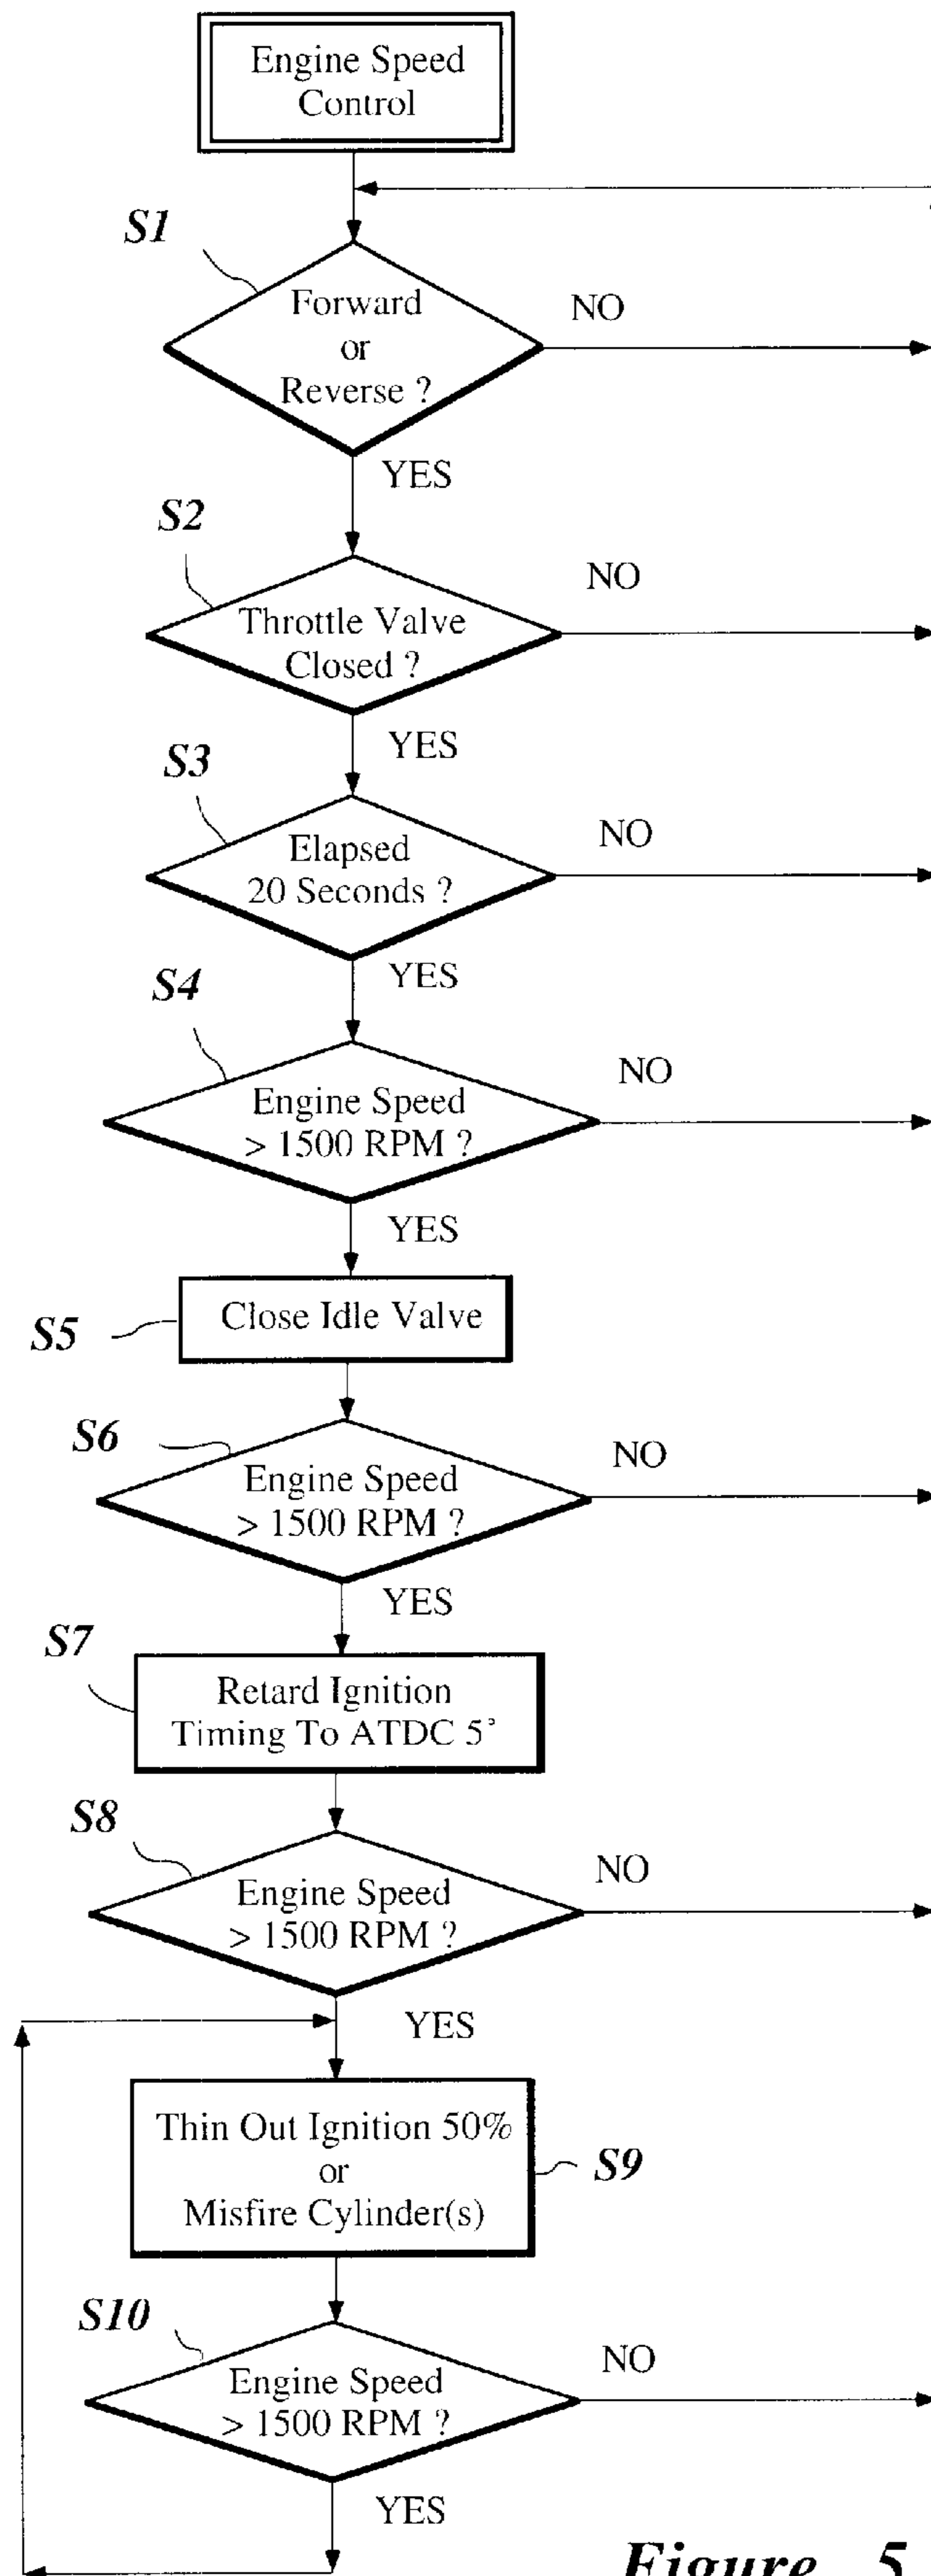 Engine Speed
Control
S1
Forward
or
Reverse ?
NO
YES
S2
Throttle Valve
Closed ?
NO
YES
S3
Elapsed
20 Seconds ?
NO
YES
S4
Engine Speed
> 1500 RPM ?
NO
YES
S5
Close Idle Valve
S6
Engine Speed
> 1500 RPM ?
NO
YES
S7
Retard Ignition
Timing To ATDC 5°
S8
Engine Speed
> 1500 RPM ?
NO
YES
Thin Out Ignition 50%
or
Misfire Cylinder(s)
S9
S10
Engine Speed
> 1500 RPM ?
NO
YES
Figure 5